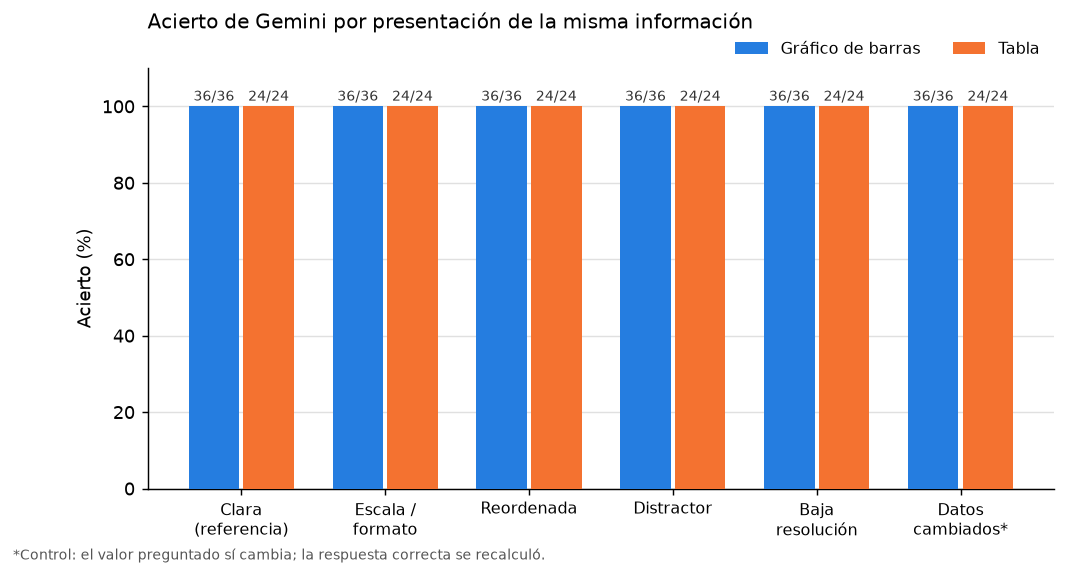 Acierto de Gemini por presentación de la misma información
Gráfico de barras Tabla
36/36 24/24 36/36 24/24 36/36 24/24 36/36 24/24 36/36 24/24 36/36 24/24
100
80
60
40
20
0
Acierto (%)
Clara
(referencia)
Escala /
formato
Reordenada
Distractor
Baja
resolución
Datos
cambiados*
*Control: el valor preguntado sí cambia; la respuesta correcta se recalculó.